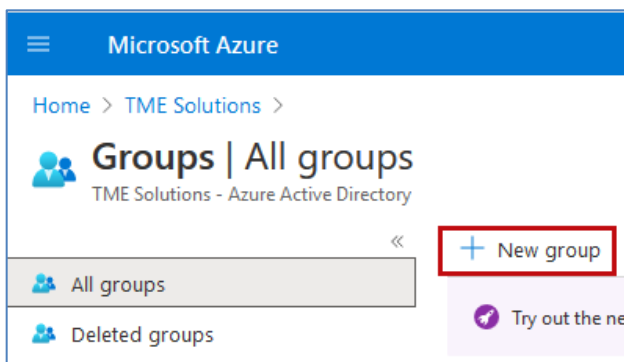 Microsoft Azure
Home > TME Solutions >
Groups | All groups
TME Solutions - Azure Active Directory
«
+ New group
All groups
Try out the
Deleted groups